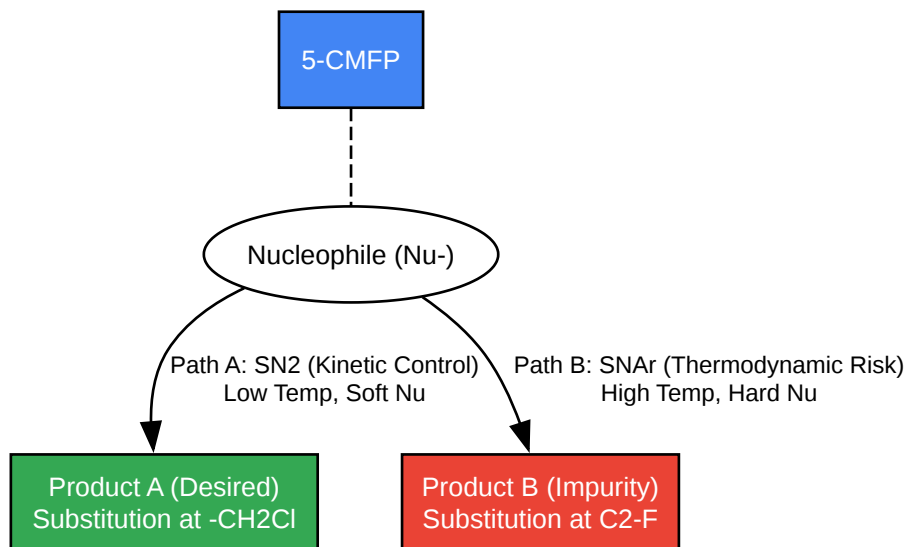 5-CMFP
Nucleophile (Nu-)
Path A: SN2 (Kinetic Control)
Low Temp, Soft Nu
Path B: SNAr (Thermodynamic Risk)
High Temp, Hard Nu
Product A (Desired)
Substitution at -CH2Cl
Product B (Impurity)
Substitution at C2-F